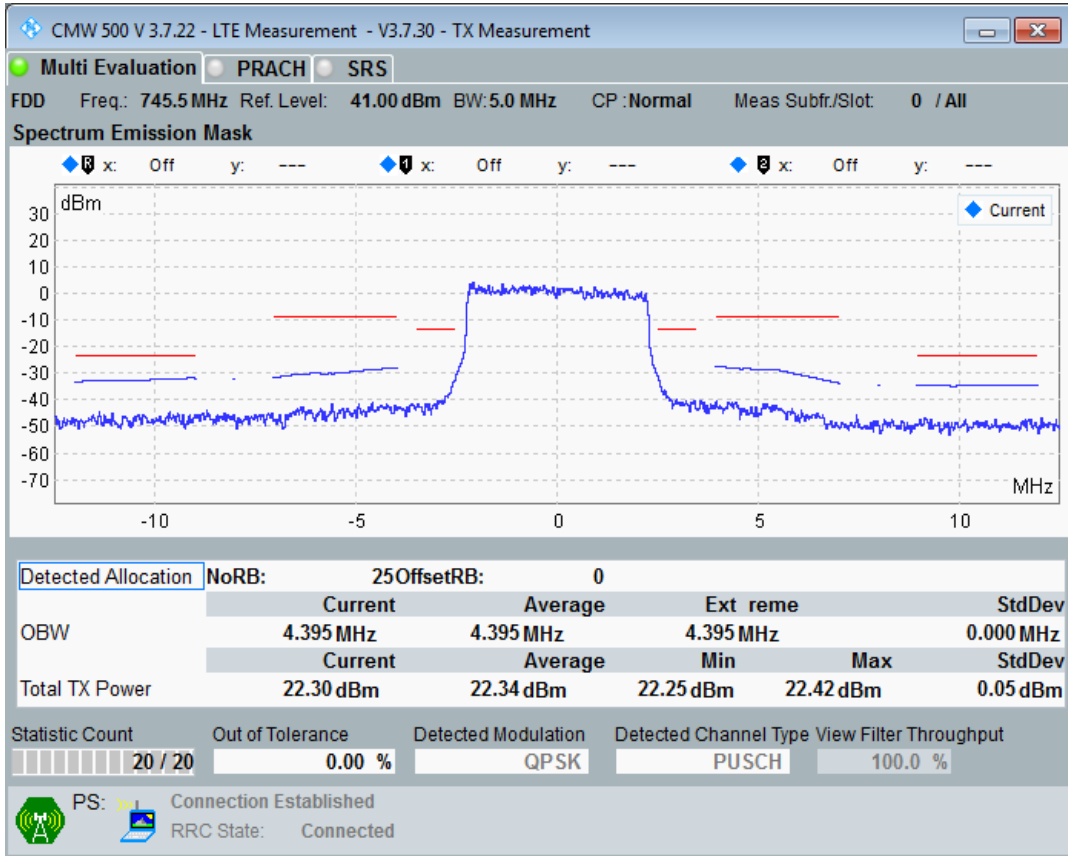 CMW 500 V 3.7.22 - LTE Measurement - V3.7.30 - TX Measurement
Multi Evaluation PRACH SRS
FDD Freq.: 745.5 MHz Ref. Level: 41.00 dBm BW: 5.0 MHz CP : Normal Meas Subfr./Slot: 0 / All
Spectrum Emission Mask
R x: Off y: --- 1 x: Off y: --- 2 x: Off y: ---
dBm
Current
30
20
10
0
-10
-20
-30
-40
-50
-60
-70
MHz
-10 -5 0 5 10
Detected Allocation NoRB: 25 OffsetRB: 0
Current Average Ext reme StdDev
OBW 4.395 MHz 4.395 MHz 4.395 MHz 0.000 MHz
Current Average Min Max StdDev
Total TX Power 22.30 dBm 22.34 dBm 22.25 dBm 22.42 dBm 0.05 dBm
Statistic Count Out of Tolerance Detected Modulation Detected Channel Type View Filter Throughput
20 / 20 0.00 % QPSK PUSCH 100.0 %
PS: Connection Established
RRC State: Connected